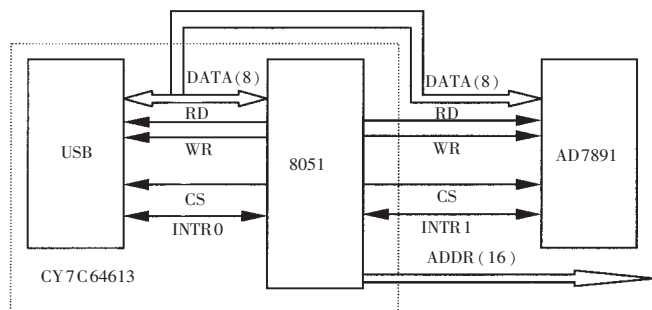 DATA(8)
DATA(8)
RD
RD
USB
WR
WR
8051
AD7891
CS
CS
INTR0
INTR1
CY7C64613
ADDR(16)